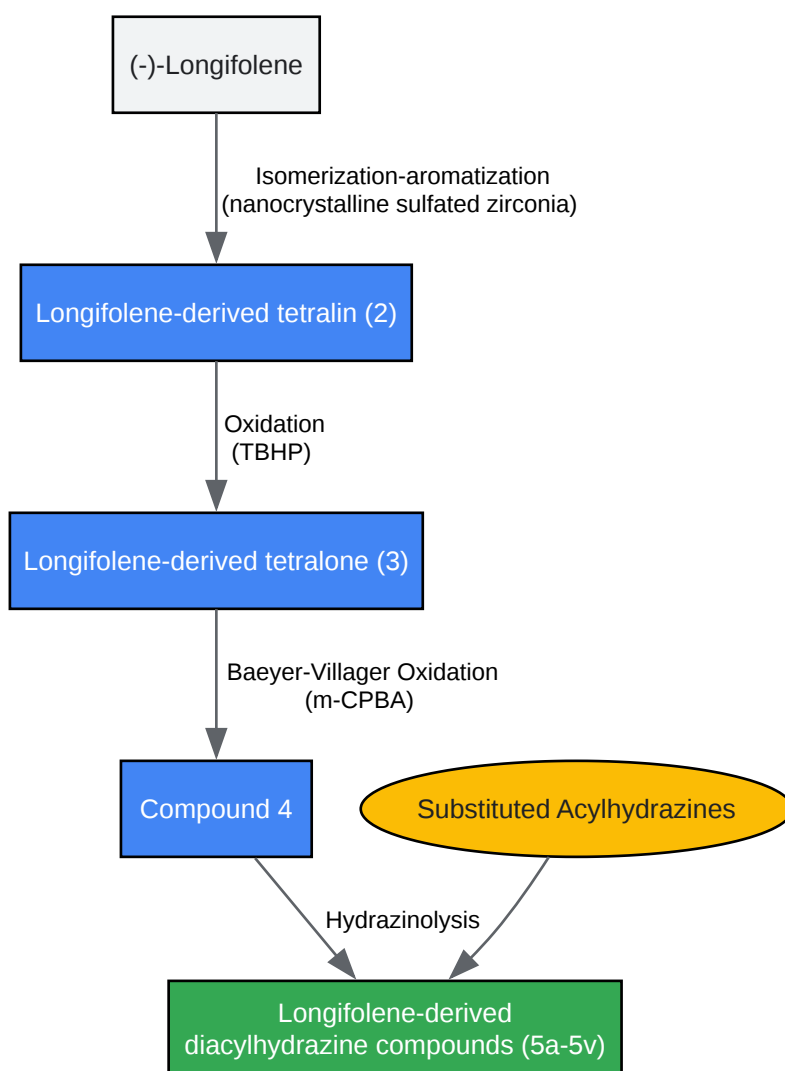 (-)-Longifolene
Isomerization-aromatization
(nanocrystalline sulfated zirconia)
Longifolene-derived tetralin (2)
Oxidation
(TBHP)
Longifolene-derived tetralone (3)
Baeyer-Villager Oxidation
(m-CPBA)
Compound 4
Substituted Acylhydrazines
Hydrazinolysis
Longifolene-derived
diacylhydrazine compounds (5a-5v)